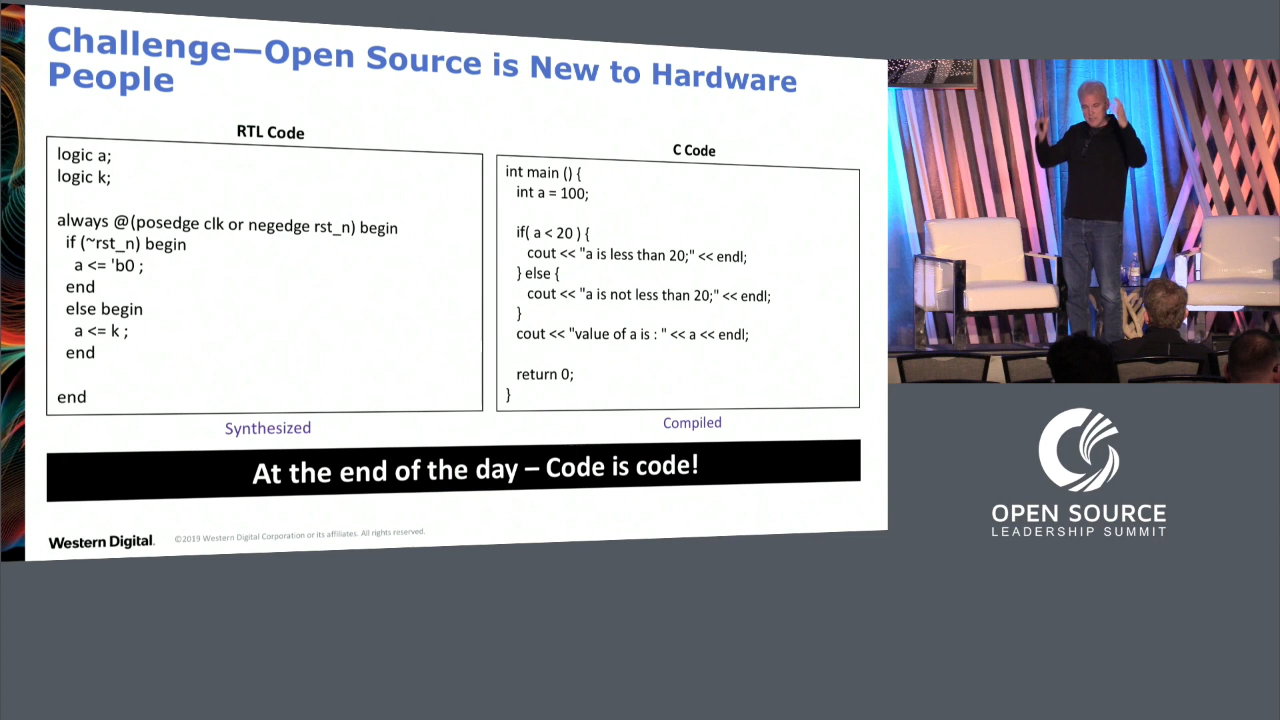 Challenge—Open Source is New to Hardware
People
RTL Code
logic a;
logic k;
always @(posedge clk or negedge rst_n) begin
if (~rst_n) begin
a <= 'b0 ;
end
else begin
a <= k ;
end
end
Synthesized
C Code
int main () {
int a = 100;
if( a < 20 ) {
cout << "a is less than 20;" << endl;
} else {
cout << "a is not less than 20;" << endl;
}
cout << "value of a is : " << a << endl;
return 0;
}
Compiled
At the end of the day – Code is code!
Western Digital.
©2019 Western Digital Corporation or its affiliates. All rights reserved.
OPEN SOURCE
LEADERSHIP SUMMIT